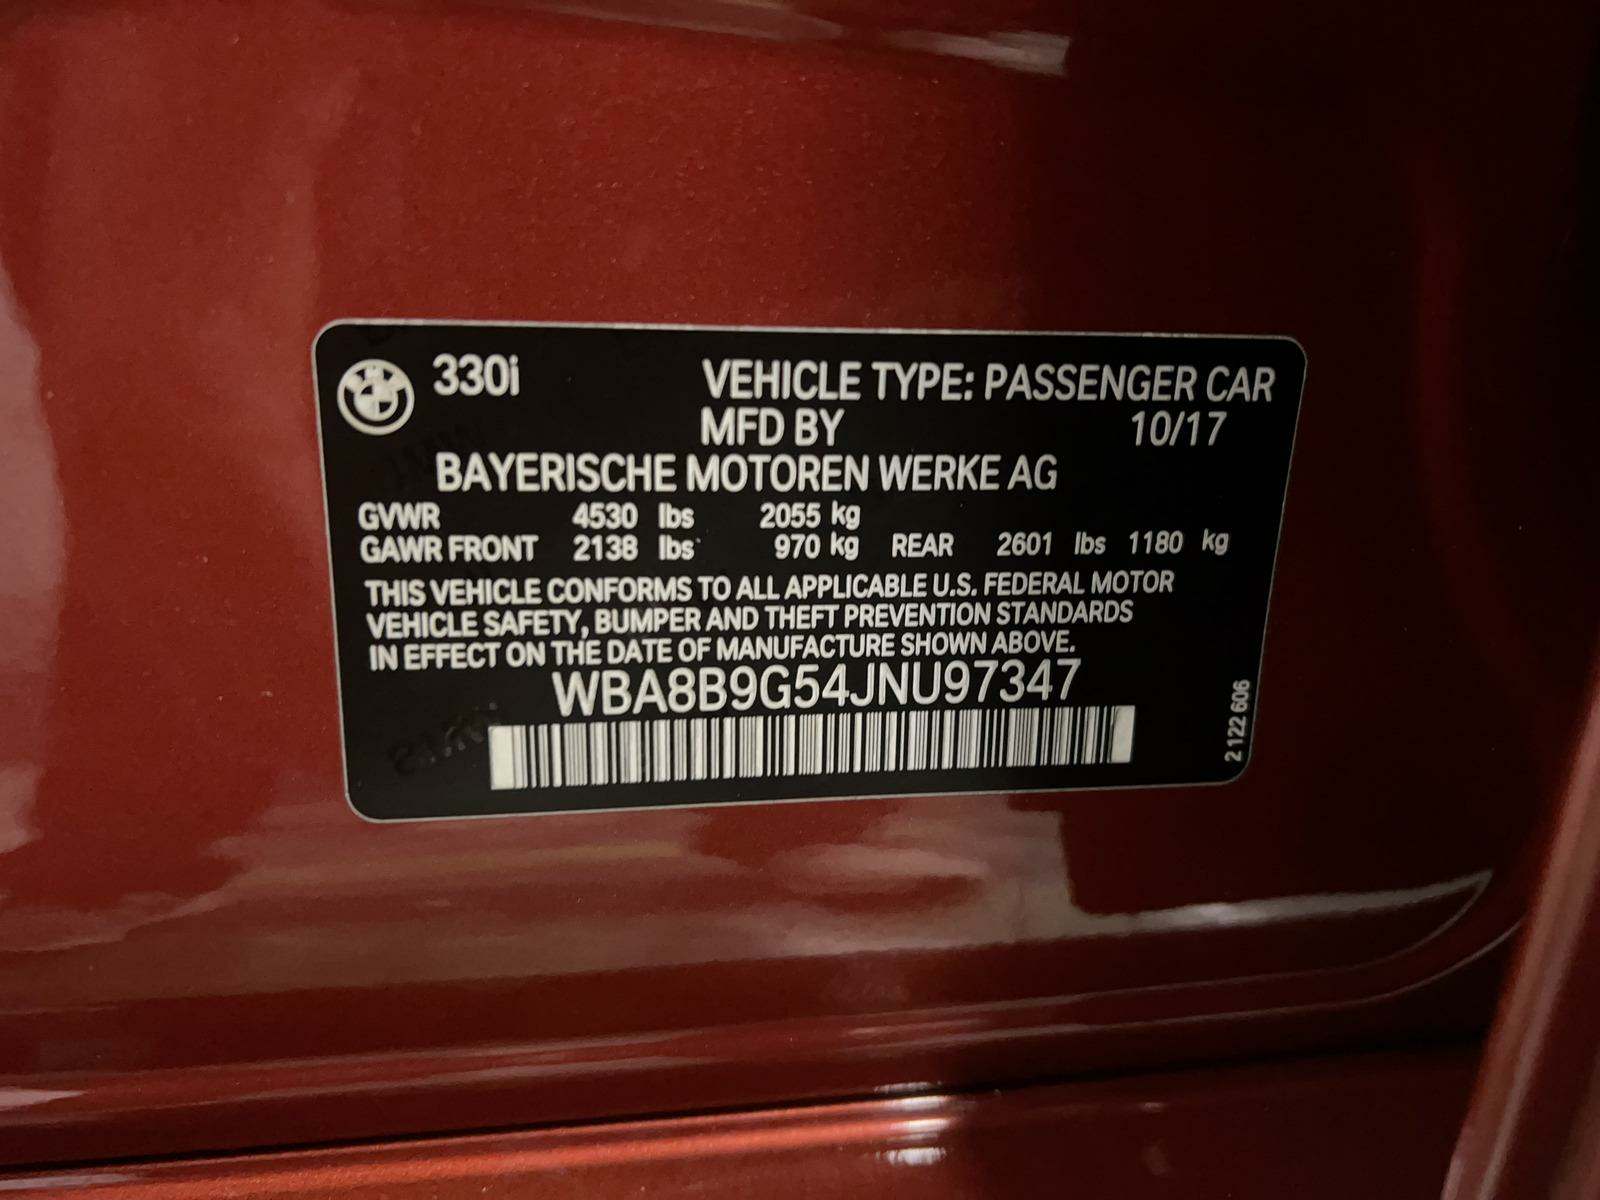 330i VEHICLE TYPE: PASSENGER CAR
MFD BY 10/17
BAYERISCHE MOTOREN WERKE AG
GVWR 4530 lbs 2055 kg
GAWR FRONT 2138 lbs 970 kg REAR 2601 lbs 1180 kg
THIS VEHICLE CONFORMS TO ALL APPLICABLE U.S. FEDERAL MOTOR
VEHICLE SAFETY, BUMPER AND THEFT PREVENTION STANDARDS
IN EFFECT ON THE DATE OF MANUFACTURE SHOWN ABOVE.
WBA8B9G54JNU97347
2 122 606